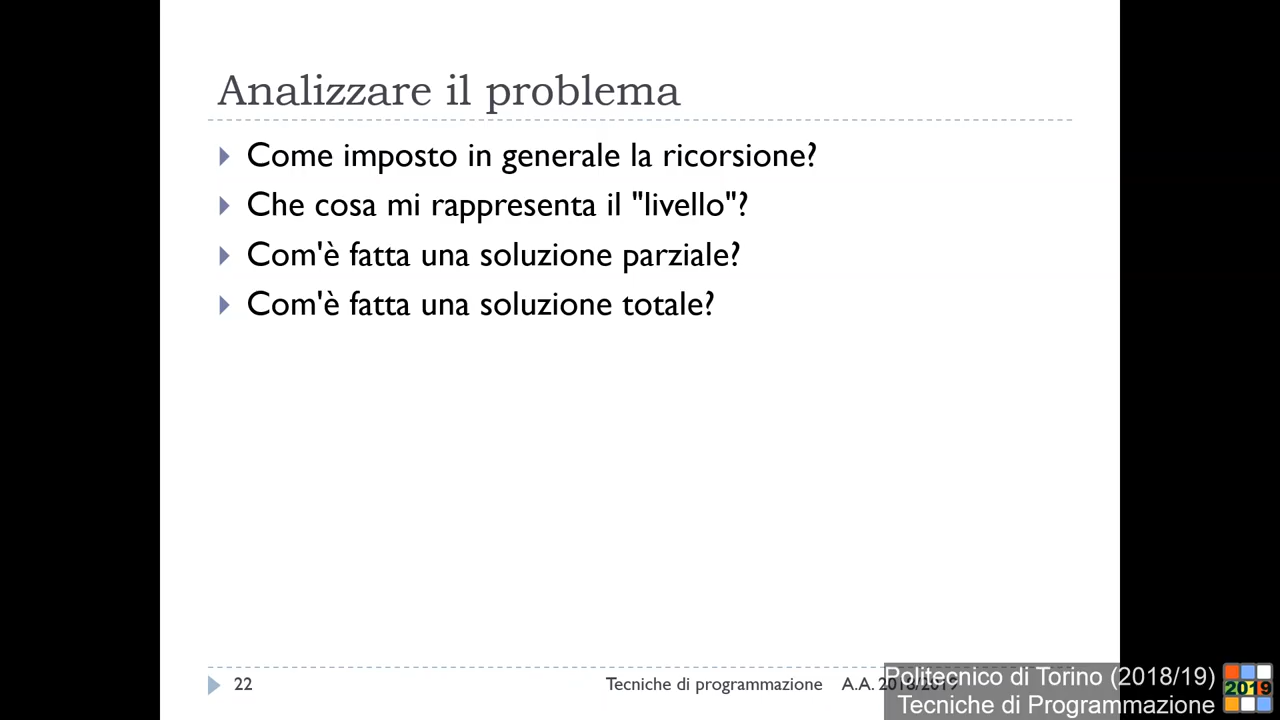 Analizzare il problema
Come imposto in generale la ricorsione?
Che cosa mi rappresenta il "livello"?
Com'è fatta una soluzione parziale?
Com'è fatta una soluzione totale?
22
Tecniche di programmazione A.A. 2018/2019
Politecnico di Torino (2018/19)
Tecniche di Programmazione
2019